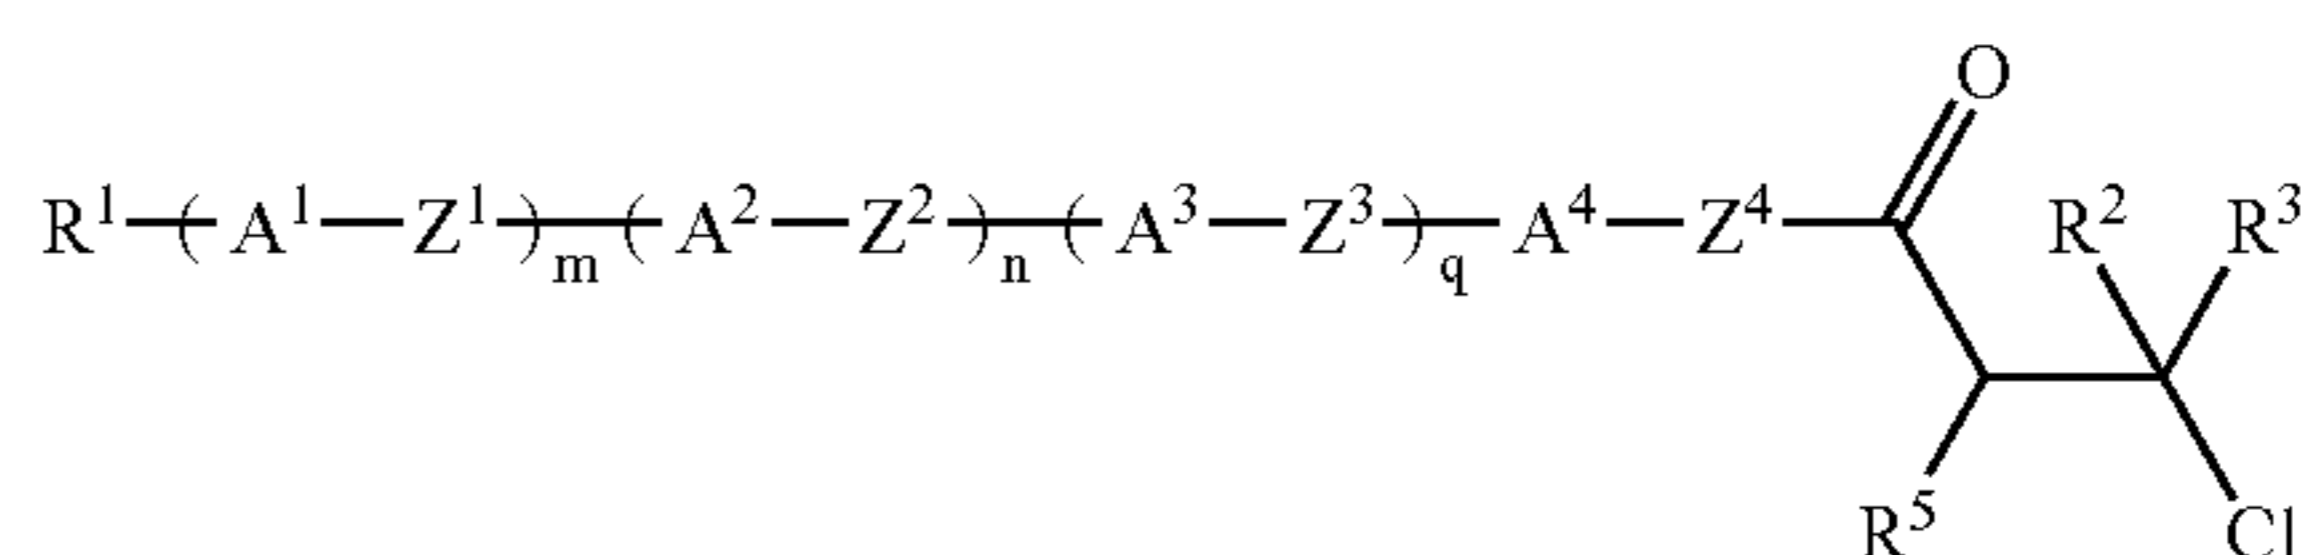 O
R¹ ( A¹ Z¹ )m ( A² Z² )n ( A³ Z³ )q A⁴ Z⁴ R² R³
R⁵ Cl